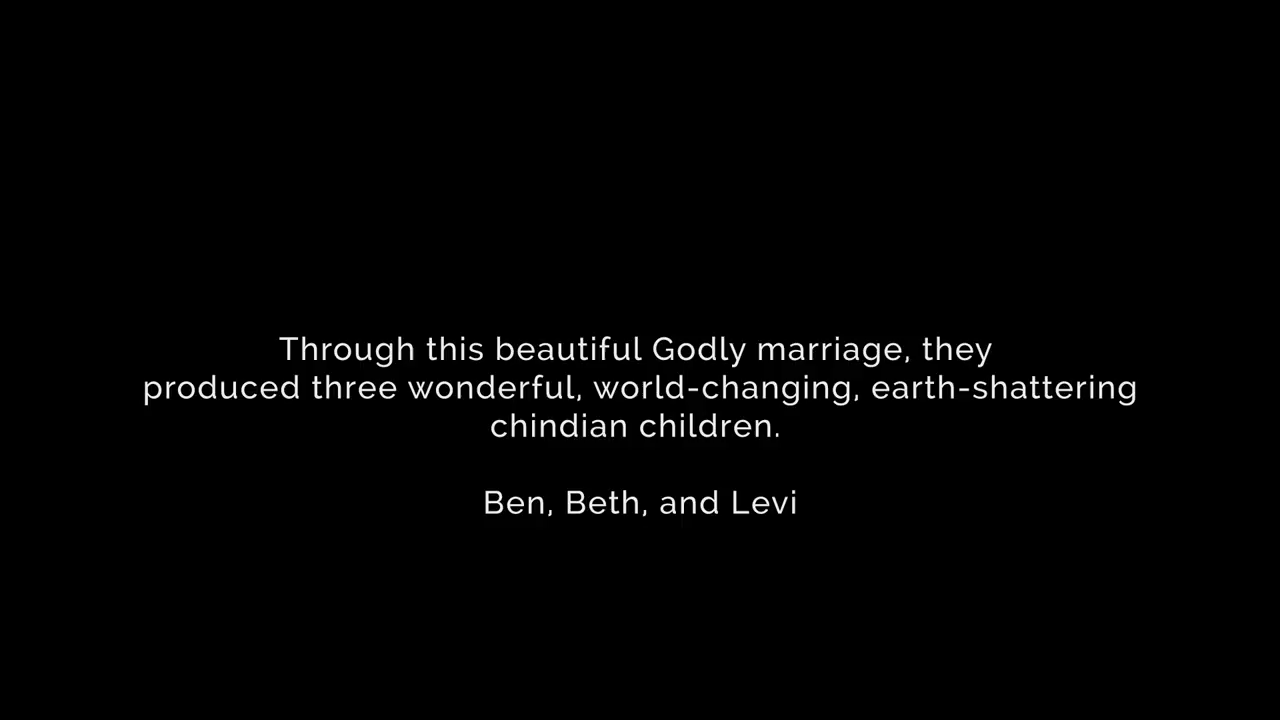 Through this beautiful Godly marriage, they
produced three wonderful, world-changing, earth-shattering
chindian children.
Ben, Beth, and Levi